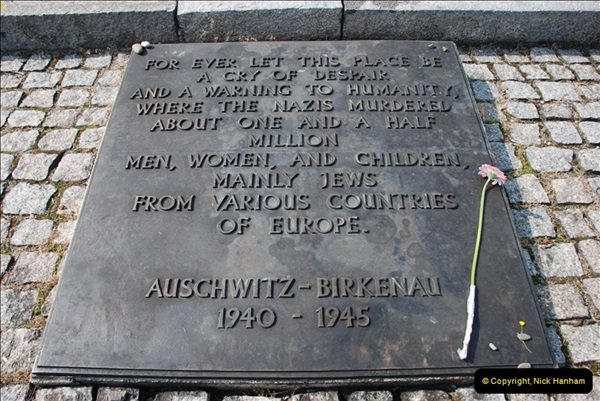 FOR EVER LET THIS PLACE BE
A CRY OF DESPAIR
AND A WARNING TO HUMANITY,
WHERE THE NAZIS MURDERED
ABOUT ONE AND A HALF
MILLION
MEN, WOMEN, AND CHILDREN,
MAINLY JEWS
FROM VARIOUS COUNTRIES
OF EUROPE.
AUSCHWITZ - BIRKENAU
1940 - 1945
© Copyright, Nick Hanham